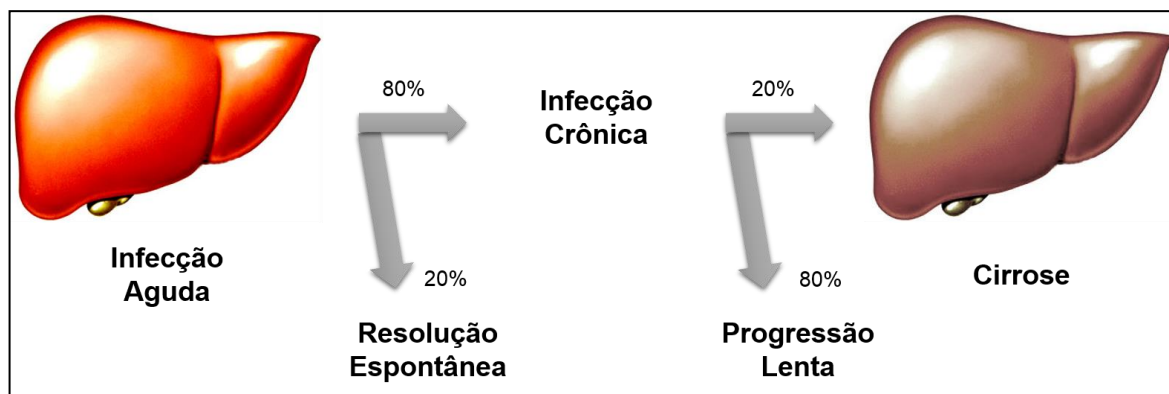 80%
Infecção
Crônica
20%
Infecção
Aguda
20%
80%
Cirrose
Resolução
Espontânea
Progressão
Lenta